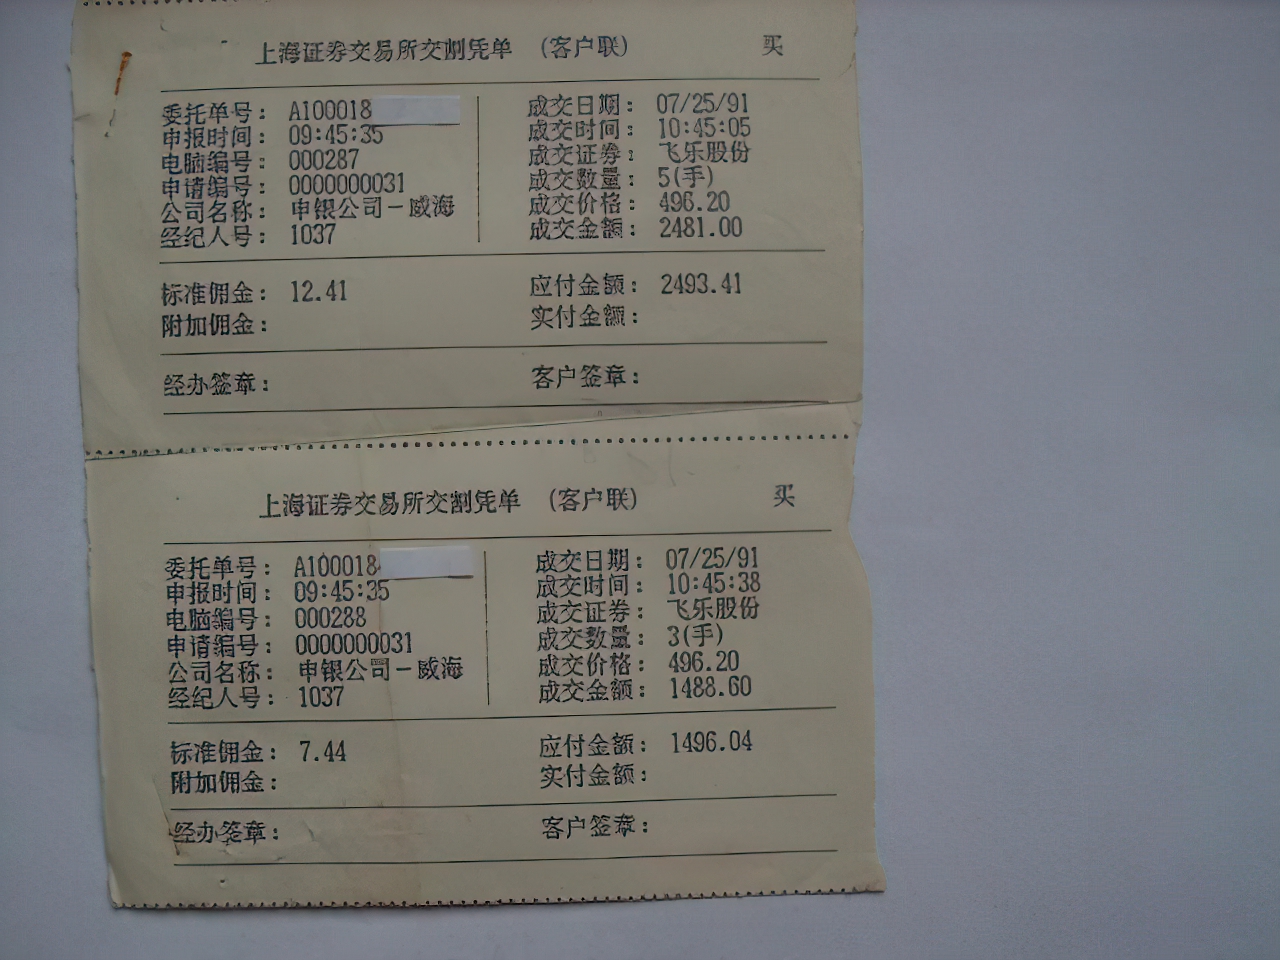 上海证券交易所交割凭单 (客户联) 买
委托单号: A100018 成交日期: 07/25/91
申报时间: 09:45:35 成交时间: 10:45:05
电脑编号: 000287 成交证券: 飞乐股份
申请编号: 0000000031 成交数量: 5(手)
公司名称: 申银公司-威海 成交价格: 496.20
经纪人号: 1037 成交金额: 2481.00
标准佣金: 12.41 应付金额: 2493.41
附加佣金: 实付金额:
经办签章: 客户签章:
上海证券交易所交割凭单 (客户联) 买
委托单号: A100018 成交日期: 07/25/91
申报时间: 09:45:35 成交时间: 10:45:38
电脑编号: 000288 成交证券: 飞乐股份
申请编号: 0000000031 成交数量: 3(手)
公司名称: 申银公司-威海 成交价格: 496.20
经纪人号: 1037 成交金额: 1488.60
标准佣金: 7.44 应付金额: 1496.04
附加佣金: 实付金额:
经办签章: 客户签章: